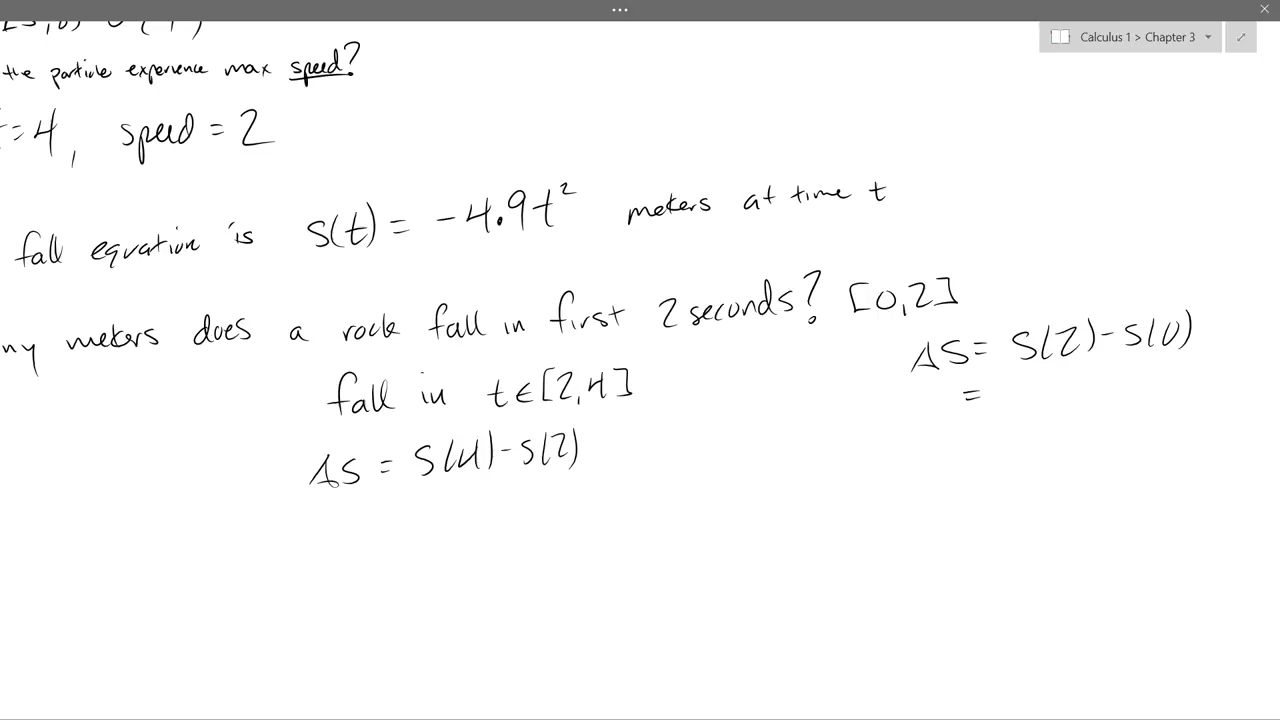 Calculus 1 > Chapter 3
the particle experience max speed?
t=4, speed = 2
fall equation is s(t) = -4.9t² meters at time t
ny meters does a rock fall in first 2 seconds? [0,2]
ΔS = S(2)-S(0)
=
fall in t∈[2,4]
ΔS = S(4)-S(2)